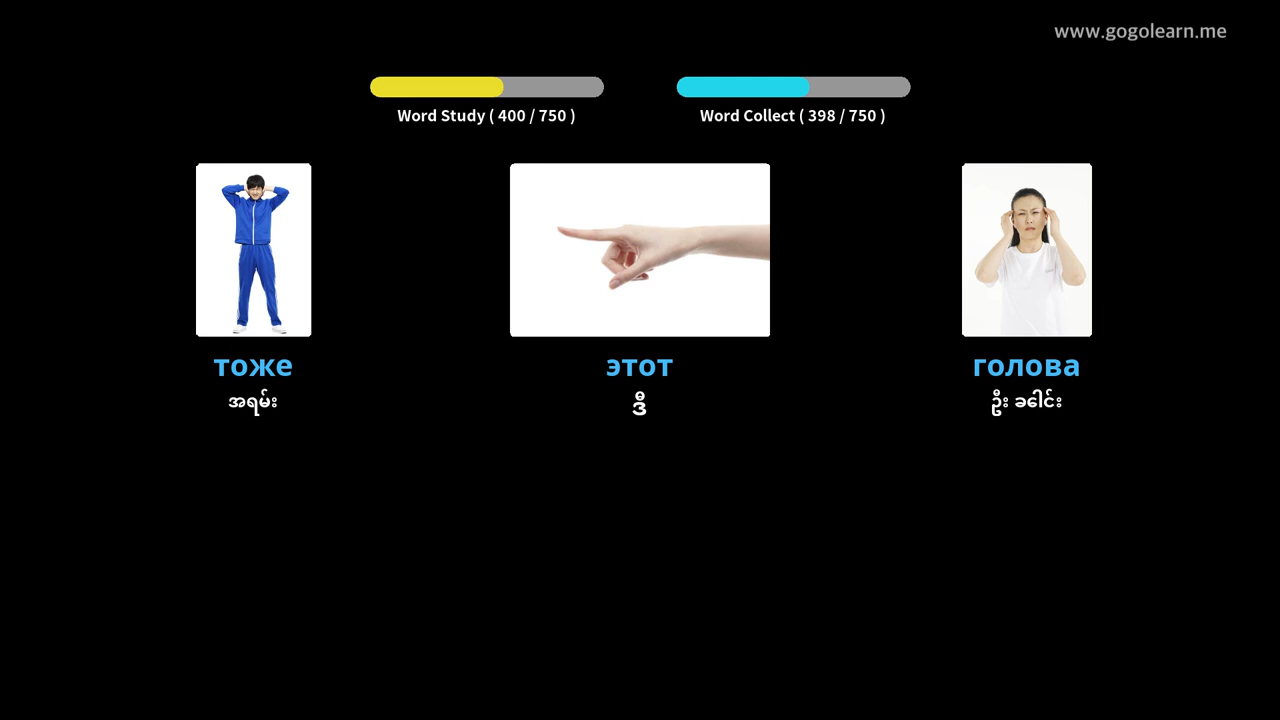 www.gogolearn.me
Word Study ( 400 / 750 )
Word Collect ( 398 / 750 )
тоже
этот
голова
အရမ်း
ဒီ
ဦး ခေါင်း